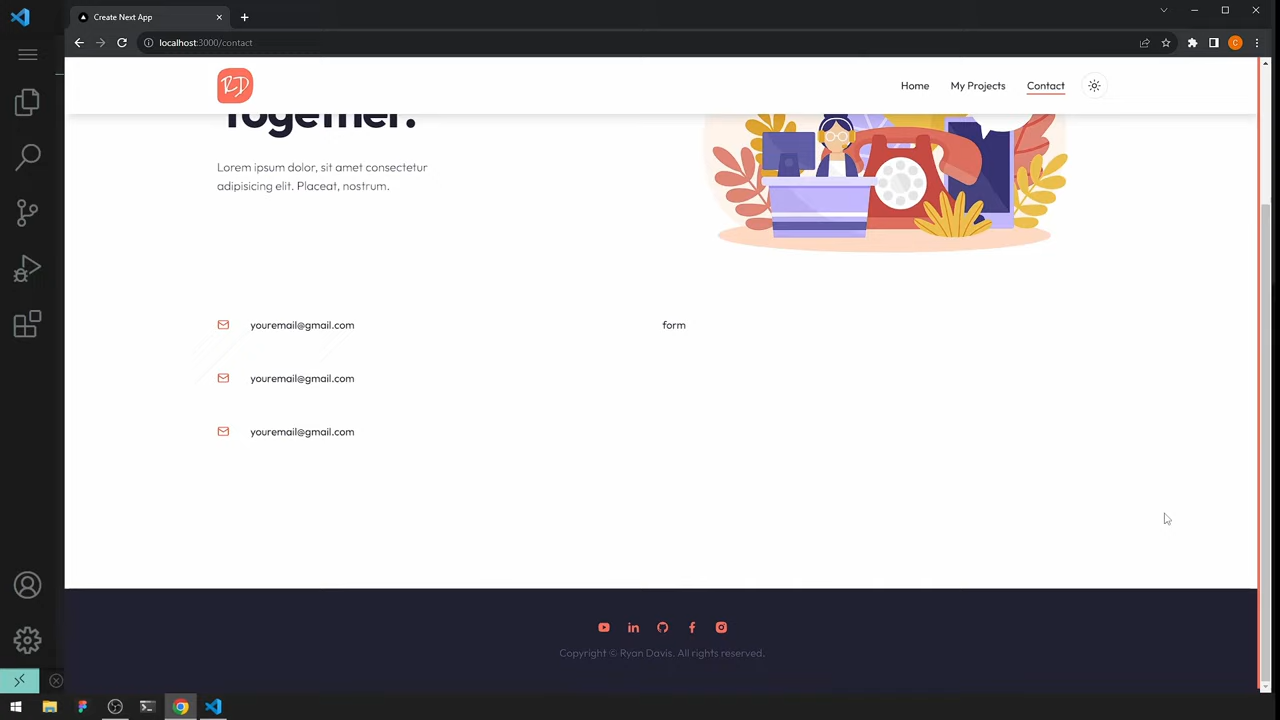 Create Next App
localhost:3000/contact
C
RD
Home
My Projects
Contact
Together.
Lorem ipsum dolor, sit amet consectetur
adipisicing elit. Placeat, nostrum.
youremail@gmail.com
form
youremail@gmail.com
youremail@gmail.com
Copyright © Ryan Davis. All rights reserved.